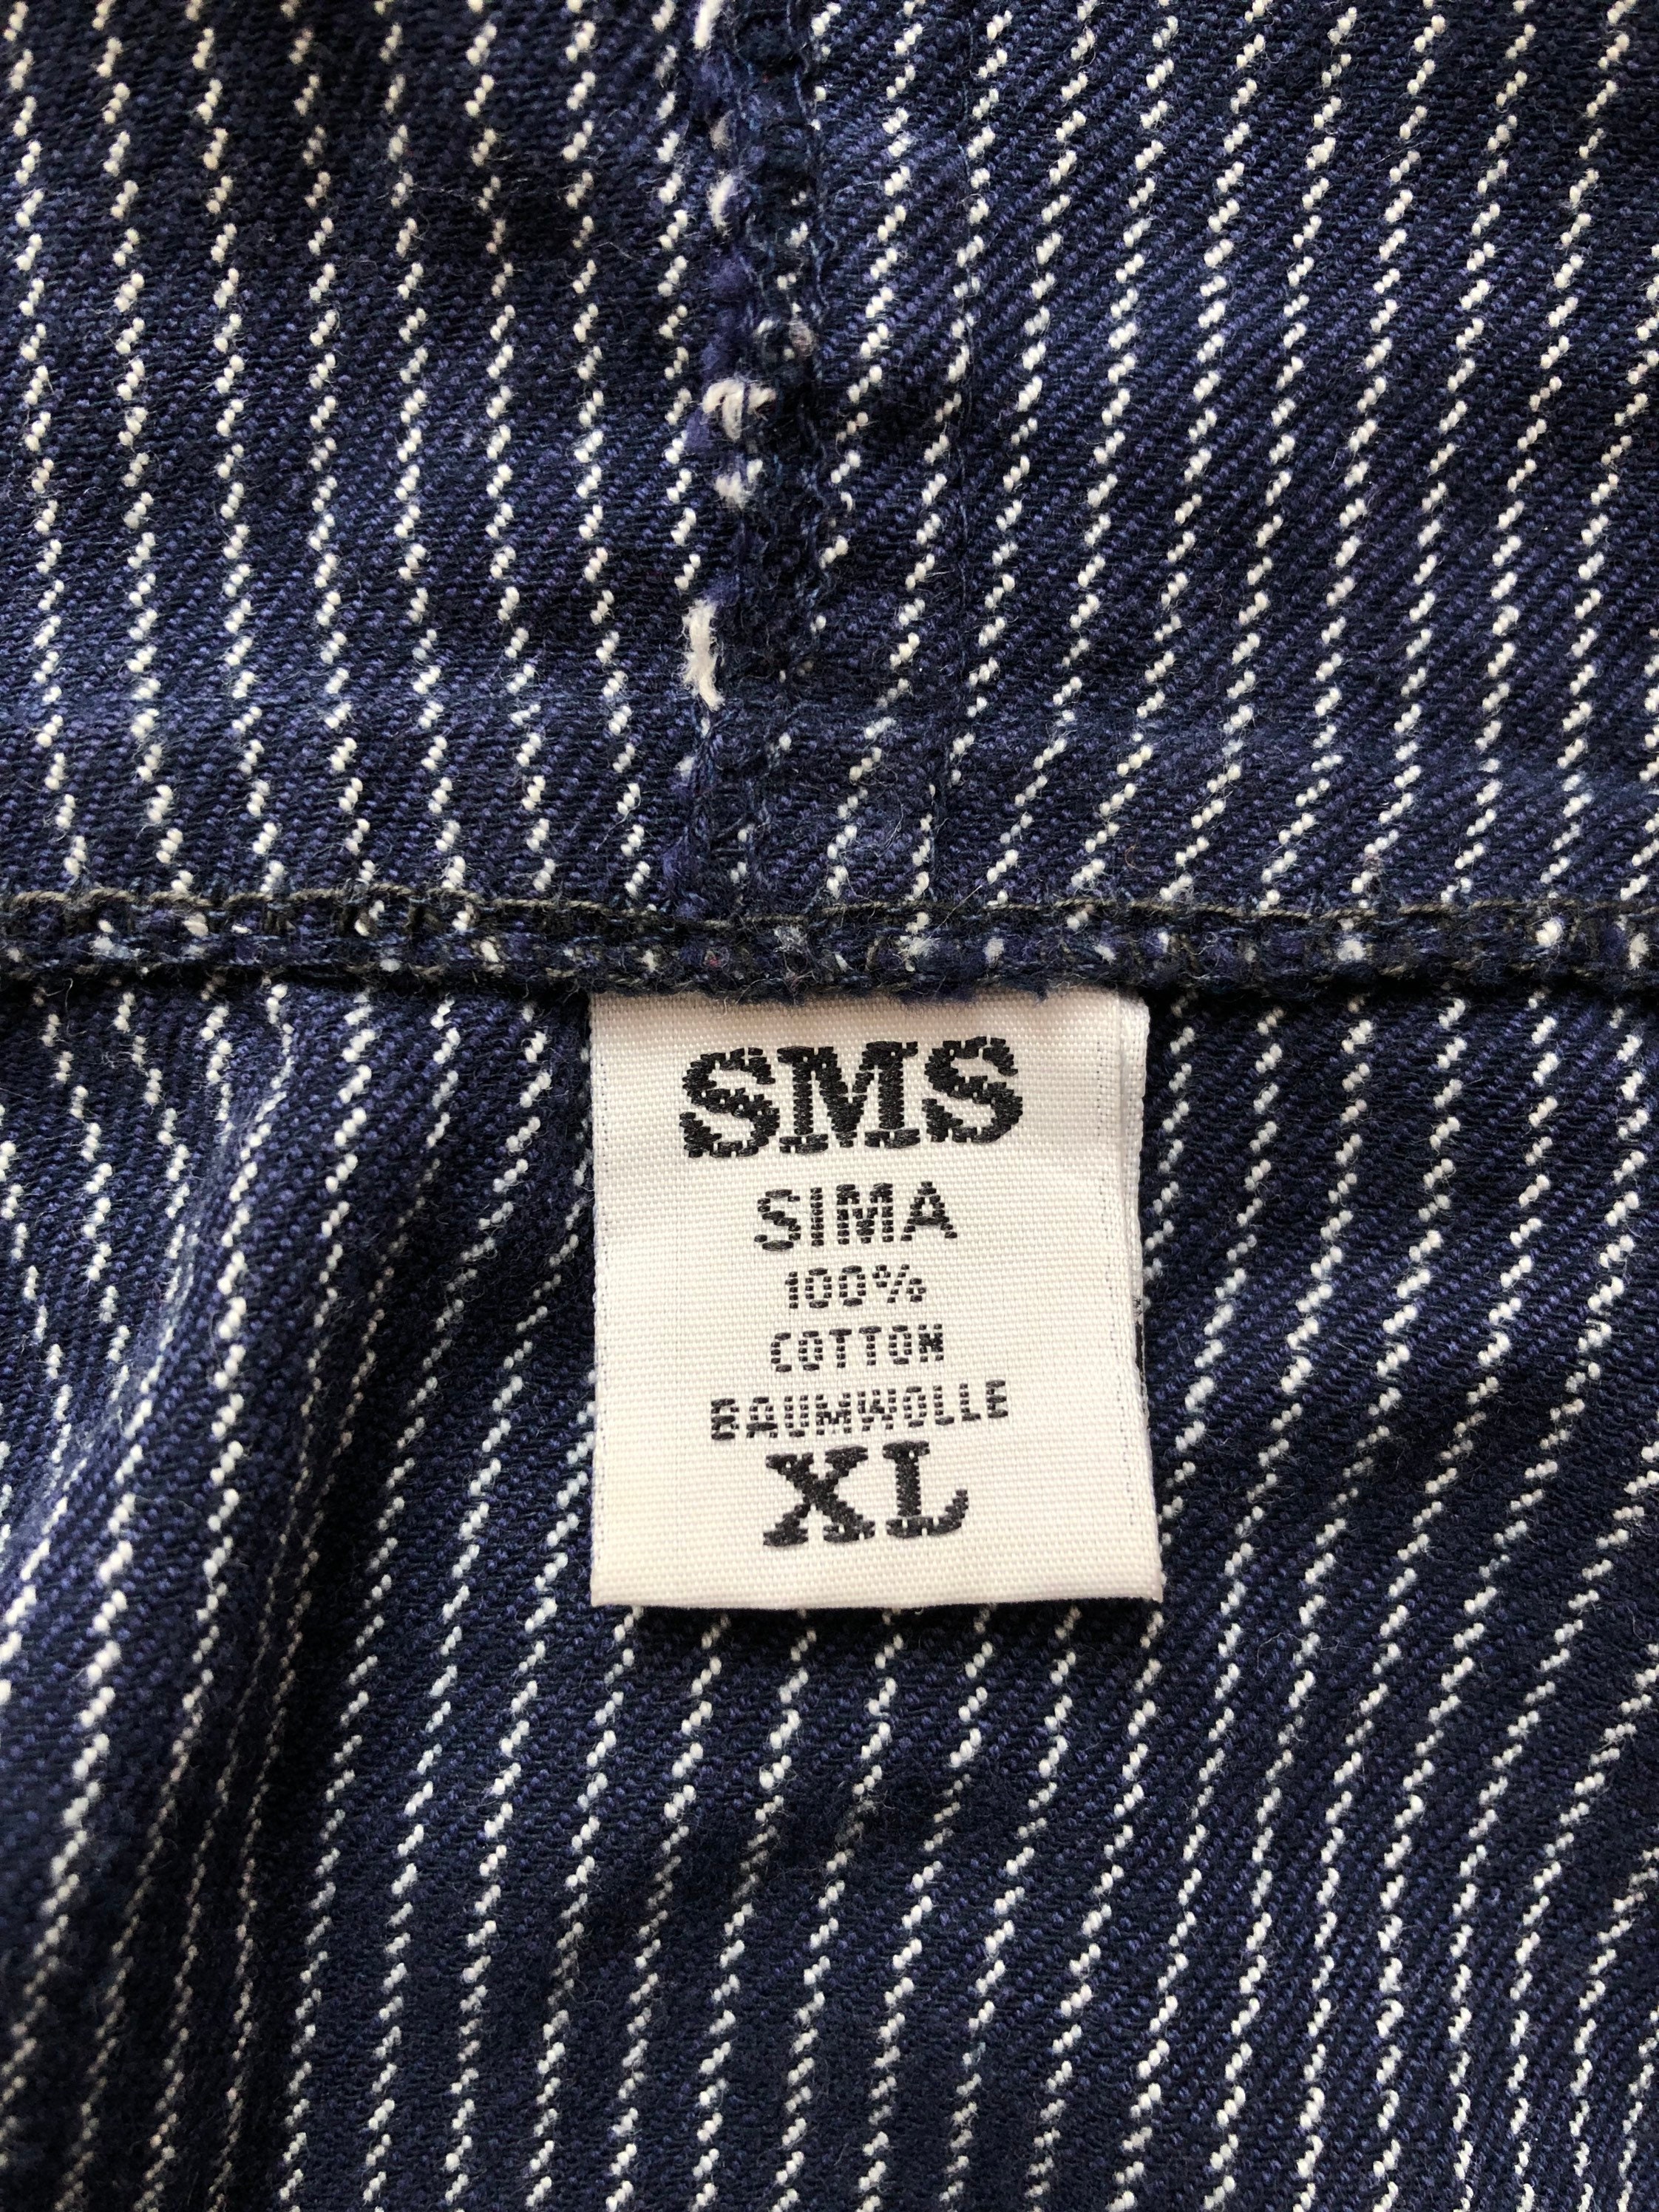 SMS
SIMA
100%
COTTON
BAUMWOLLE
XL